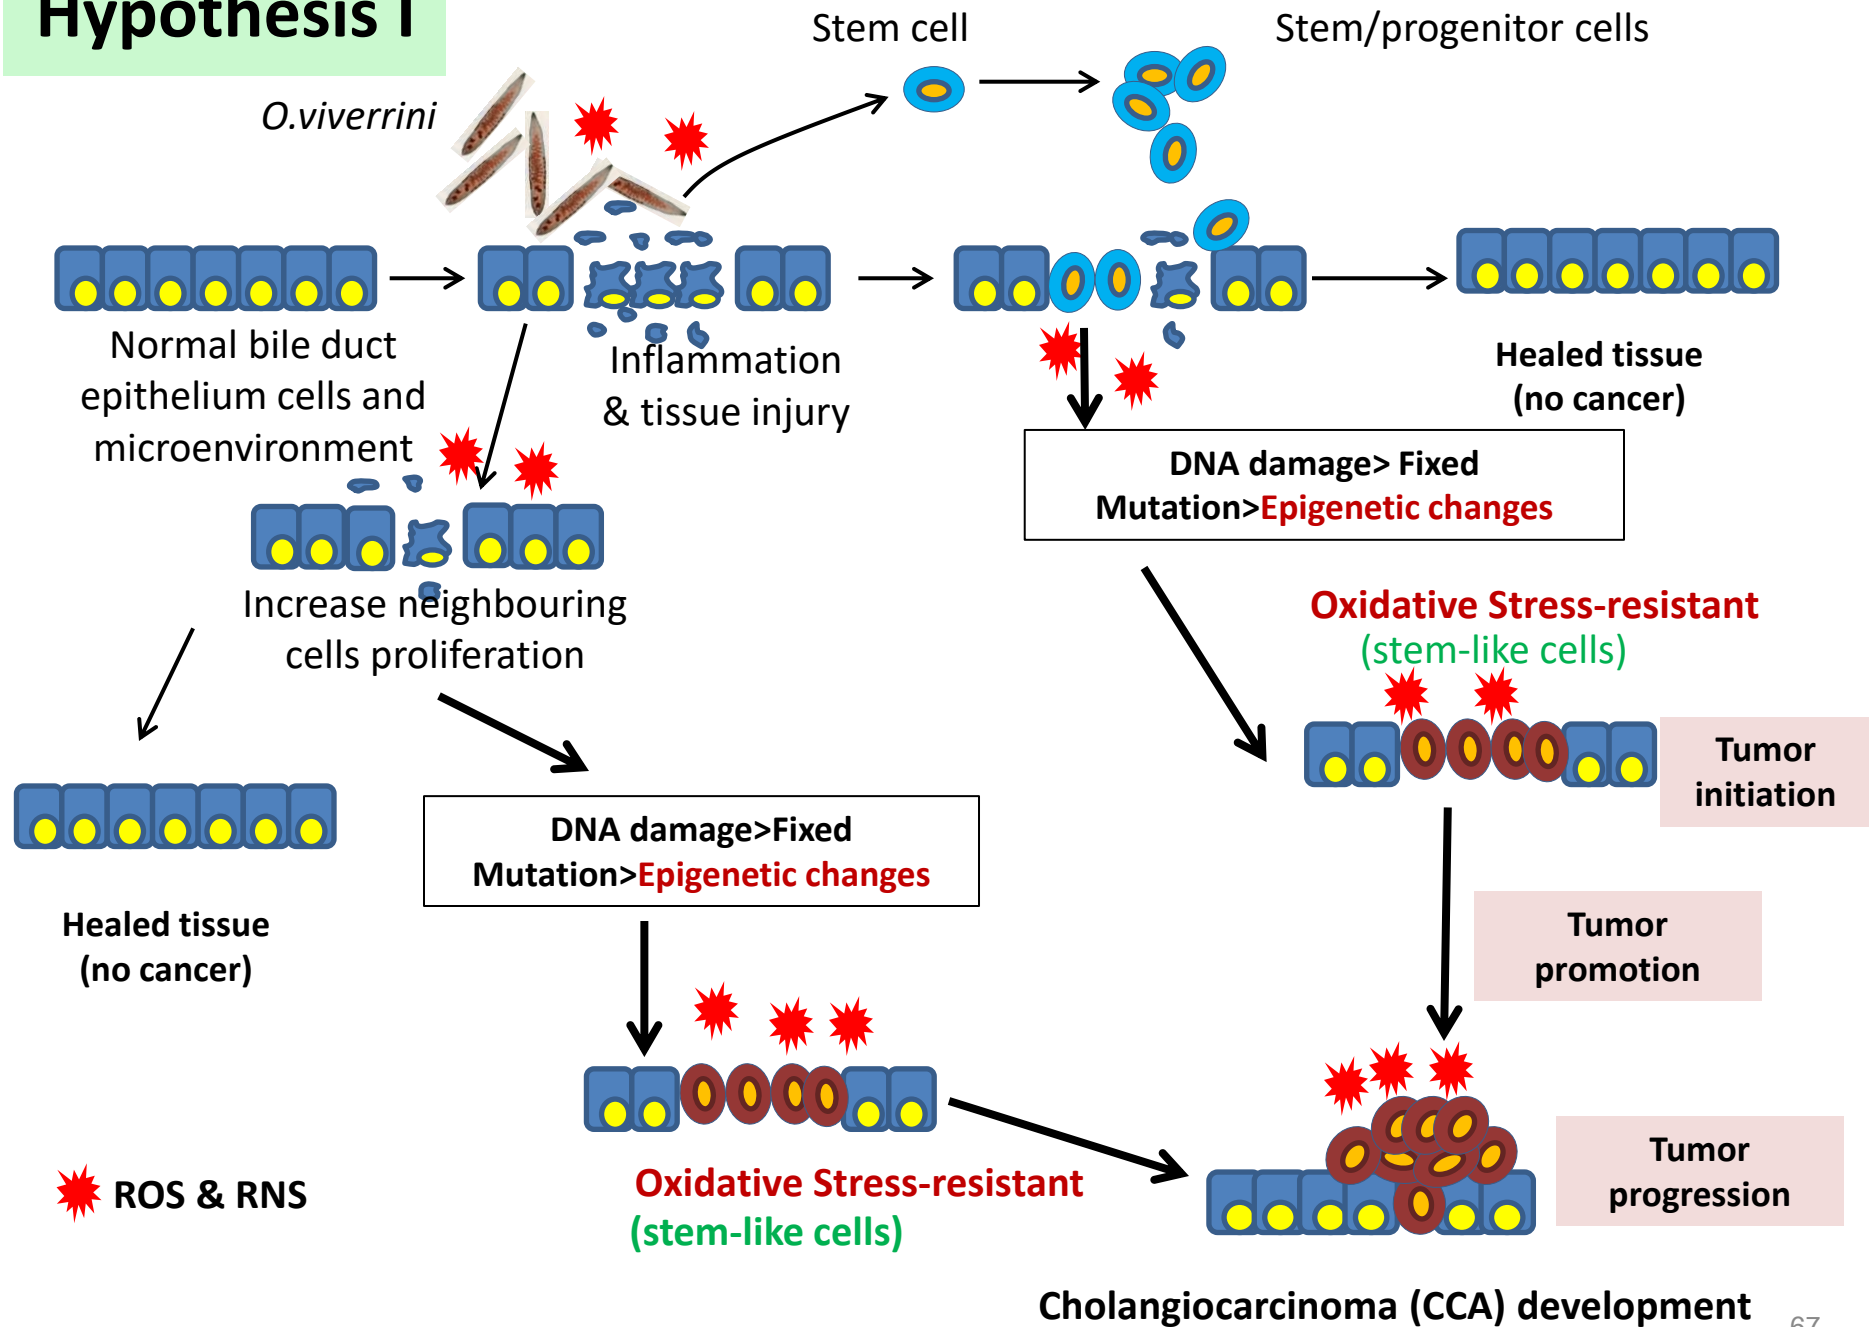 Hypothesis I
Stem cell
Stem/progenitor cells
O.viverrini
Normal bile duct
epithelium cells and
microenvironment
Inflammation
& tissue injury
Healed tissue
(no cancer)
DNA damage> Fixed
Mutation>Epigenetic changes
Increase neighbouring
cells proliferation
Oxidative Stress-resistant
(stem-like cells)
Tumor
initiation
DNA damage>Fixed
Mutation>Epigenetic changes
Healed tissue
(no cancer)
Tumor
promotion
Tumor
progression
ROS & RNS
Oxidative Stress-resistant
(stem-like cells)
Cholangiocarcinoma (CCA) development
67